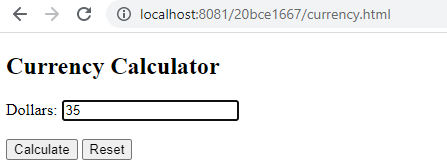 localhost:8081/20bce1667/currency.html
Currency Calculator
Dollars: 35
Calculate Reset